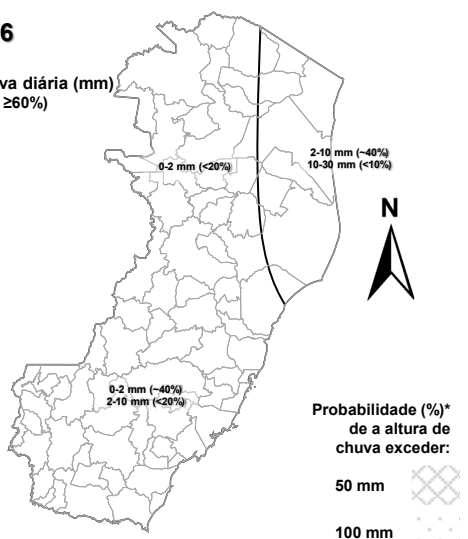 6
va diária (mm)
≥60%)
2-10 mm (~40%)
10-30 mm (<10%)
0-2 mm (<20%)
N
0-2 mm (~40%)
2-10 mm (<20%)
Probabilidade (%)*
de a altura de
chuva exceder:
50 mm
100 mm